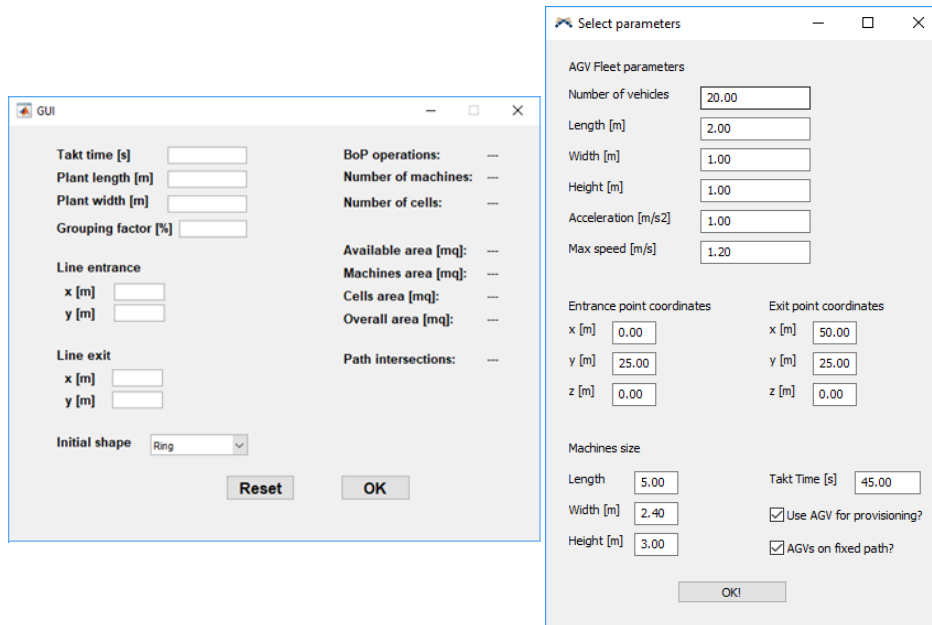 GUI
Takt time [s]
Plant length [m]
Plant width [m]
Grouping factor [%]
Line entrance
x [m]
y [m]
Line exit
x [m]
y [m]
Initial shape Ring
BoP operations: ---
Number of machines: ---
Number of cells: ---
Available area [mq]: ---
Machines area [mq]: ---
Cells area [mq]: ---
Overall area [mq]: ---
Path intersections: ---
Reset OK
Select parameters
AGV Fleet parameters
Number of vehicles 20.00
Length [m] 2.00
Width [m] 1.00
Height [m] 1.00
Acceleration [m/s2] 1.00
Max speed [m/s] 1.20
Entrance point coordinates
x [m] 0.00
y [m] 25.00
z [m] 0.00
Exit point coordinates
x [m] 50.00
y [m] 25.00
z [m] 0.00
Machines size
Length 5.00
Width [m] 2.40
Height [m] 3.00
Takt Time [s] 45.00
Use AGV for provisioning?
AGVs on fixed path?
OK!